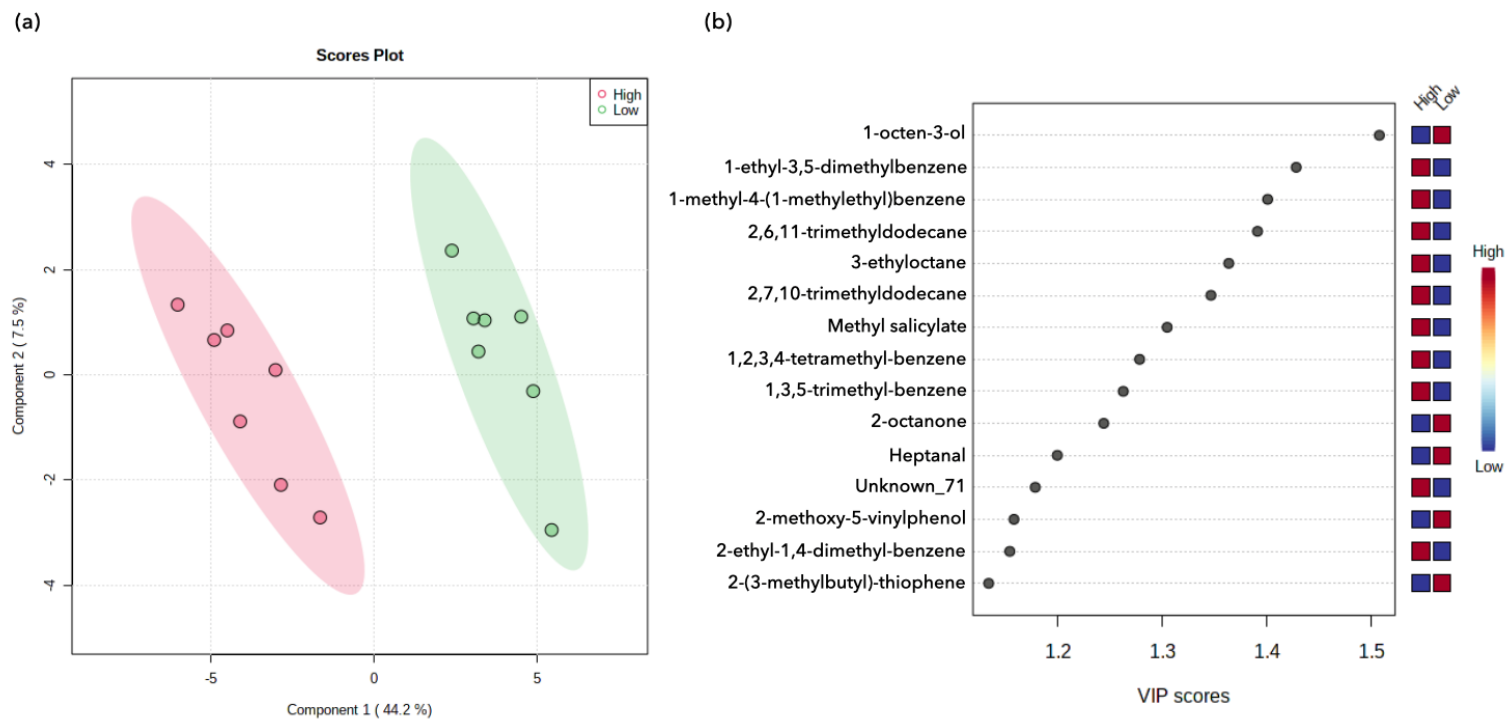 (a)
Scores Plot
High
Low
4
2
0
-2
-4
Component 2 ( 7.5 %)
-5
0
5
Component 1 ( 44.2 %)
(b)
High
Low
1-octen-3-ol
1-ethyl-3,5-dimethylbenzene
1-methyl-4-(1-methylethyl)benzene
2,6,11-trimethyldodecane
3-ethyloctane
2,7,10-trimethyldodecane
Methyl salicylate
1,2,3,4-tetramethyl-benzene
1,3,5-trimethyl-benzene
2-octanone
Heptanal
Unknown_71
2-methoxy-5-vinylphenol
2-ethyl-1,4-dimethyl-benzene
2-(3-methylbutyl)-thiophene
1.2
1.3
1.4
1.5
VIP scores
High
Low